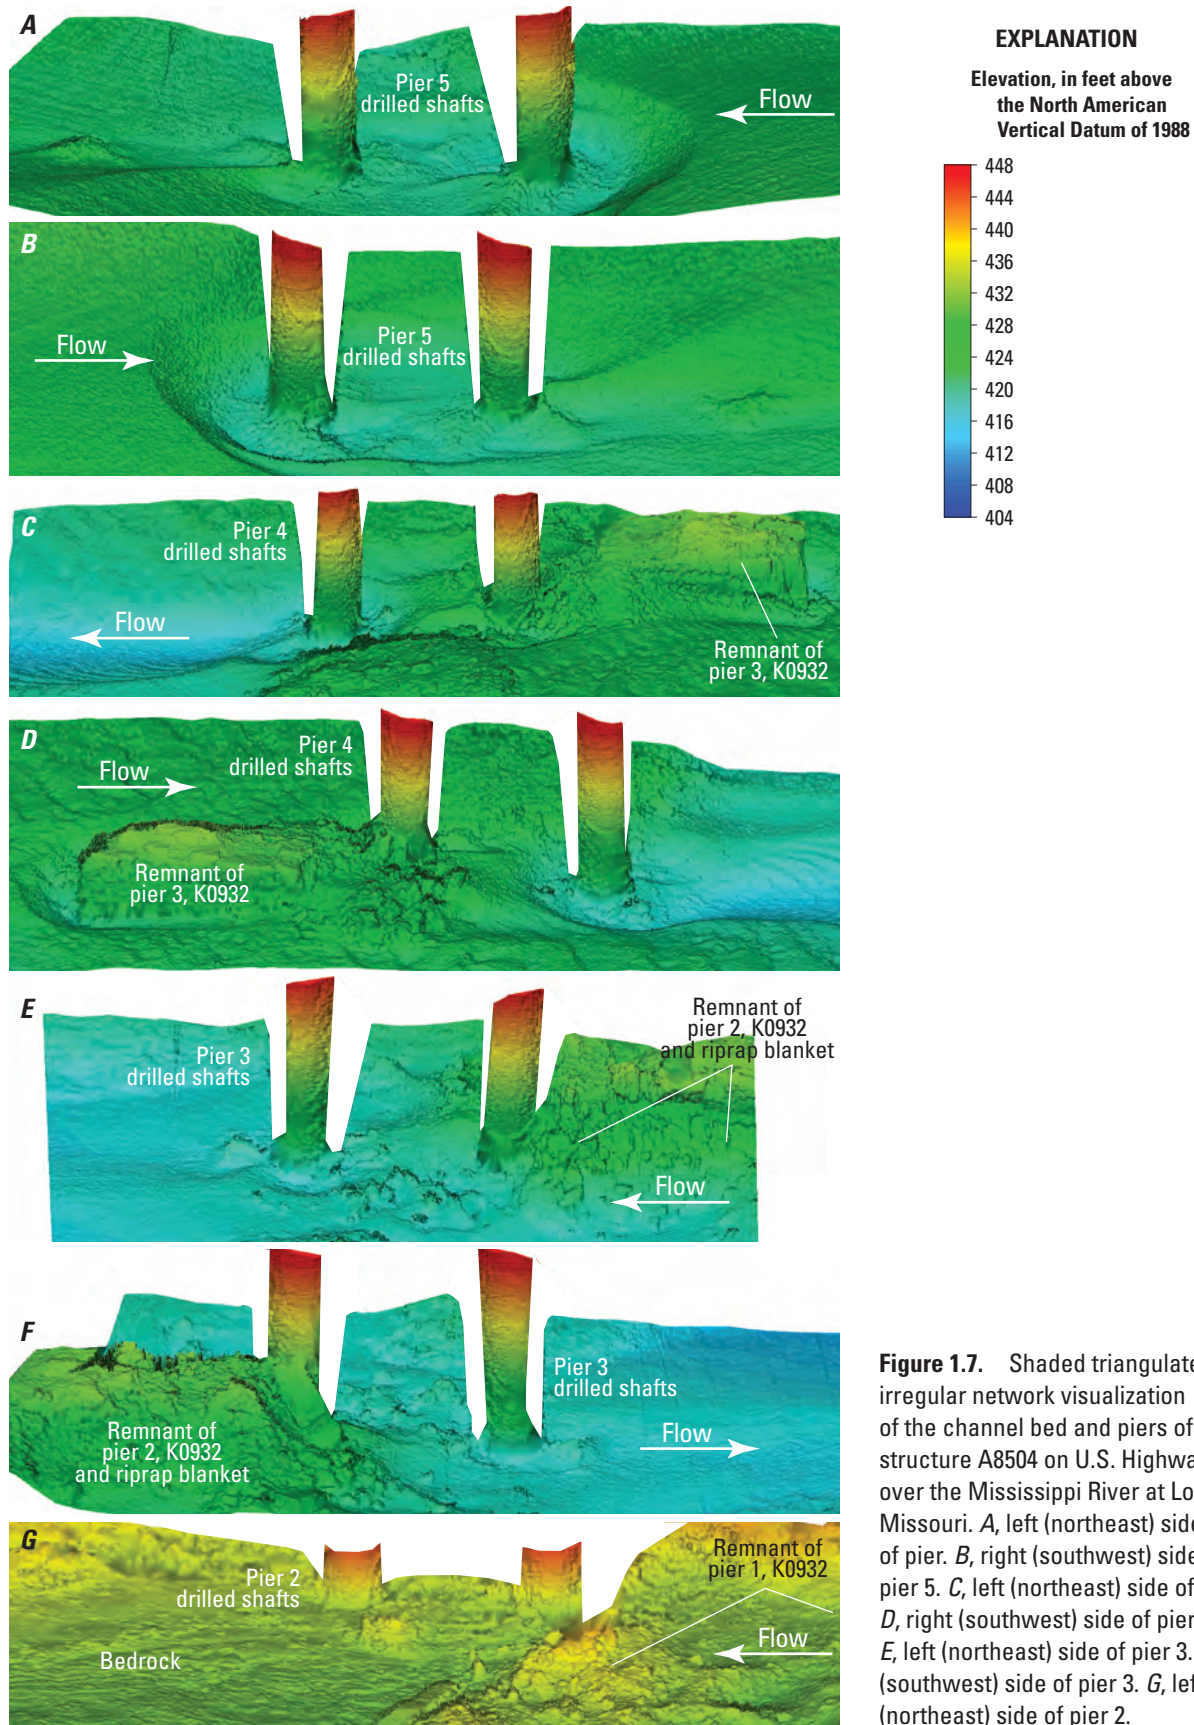 A
Pier 5
drilled shafts
Flow
B
Flow
Pier 5
drilled shafts
C
Pier 4
drilled shafts
Flow
Remnant of
pier 3, K0932
D
Pier 4
drilled shafts
Flow
Remnant of
pier 3, K0932
E
Pier 3
drilled shafts
Remnant of
pier 2, K0932
and riprap blanket
Flow
F
Remnant of
pier 2, K0932
and riprap blanket
Pier 3
drilled shafts
Flow
G
Pier 2
drilled shafts
Remnant of
pier 1, K0932
Flow
Bedrock
EXPLANATION
Elevation, in feet above
the North American
Vertical Datum of 1988
448
444
440
436
432
428
424
420
416
412
408
404
Figure 1.7. Shaded triangulate
irregular network visualization
of the channel bed and piers of
structure A8504 on U.S. Highwa
over the Mississippi River at Lo
Missouri. A, left (northeast) side
of pier. B, right (southwest) side
pier 5. C, left (northeast) side of
D, right (southwest) side of pier
E, left (northeast) side of pier 3.
(southwest) side of pier 3. G, lef
(northeast) side of pier 2.